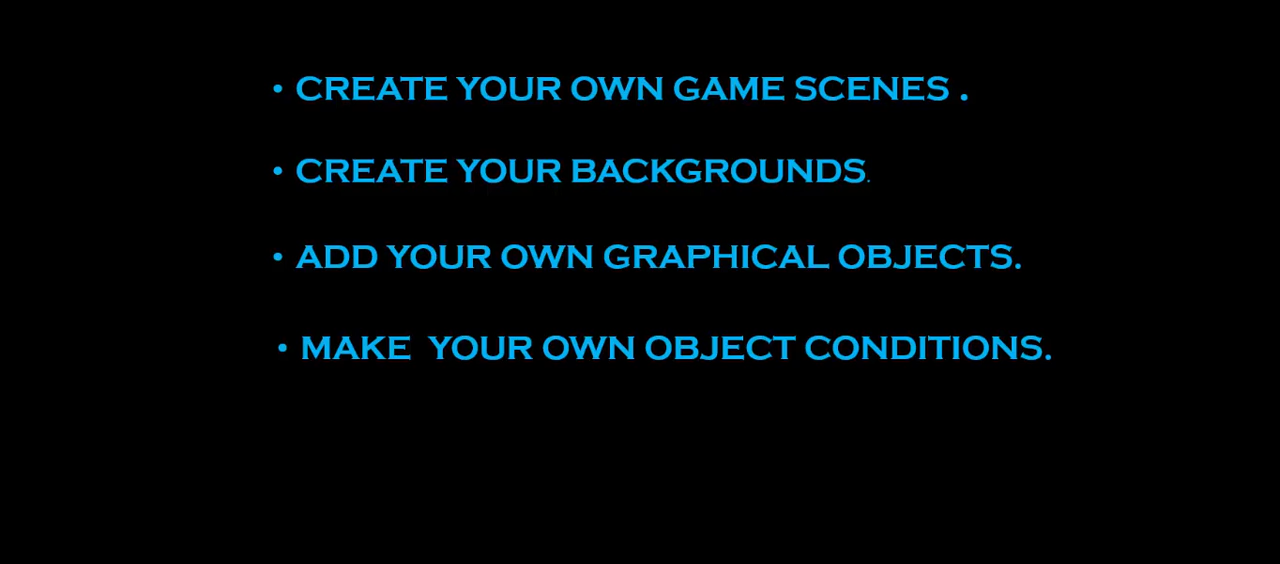 • CREATE YOUR OWN GAME SCENES .
• CREATE YOUR BACKGROUNDS.
• ADD YOUR OWN GRAPHICAL OBJECTS.
• MAKE  YOUR OWN OBJECT CONDITIONS.